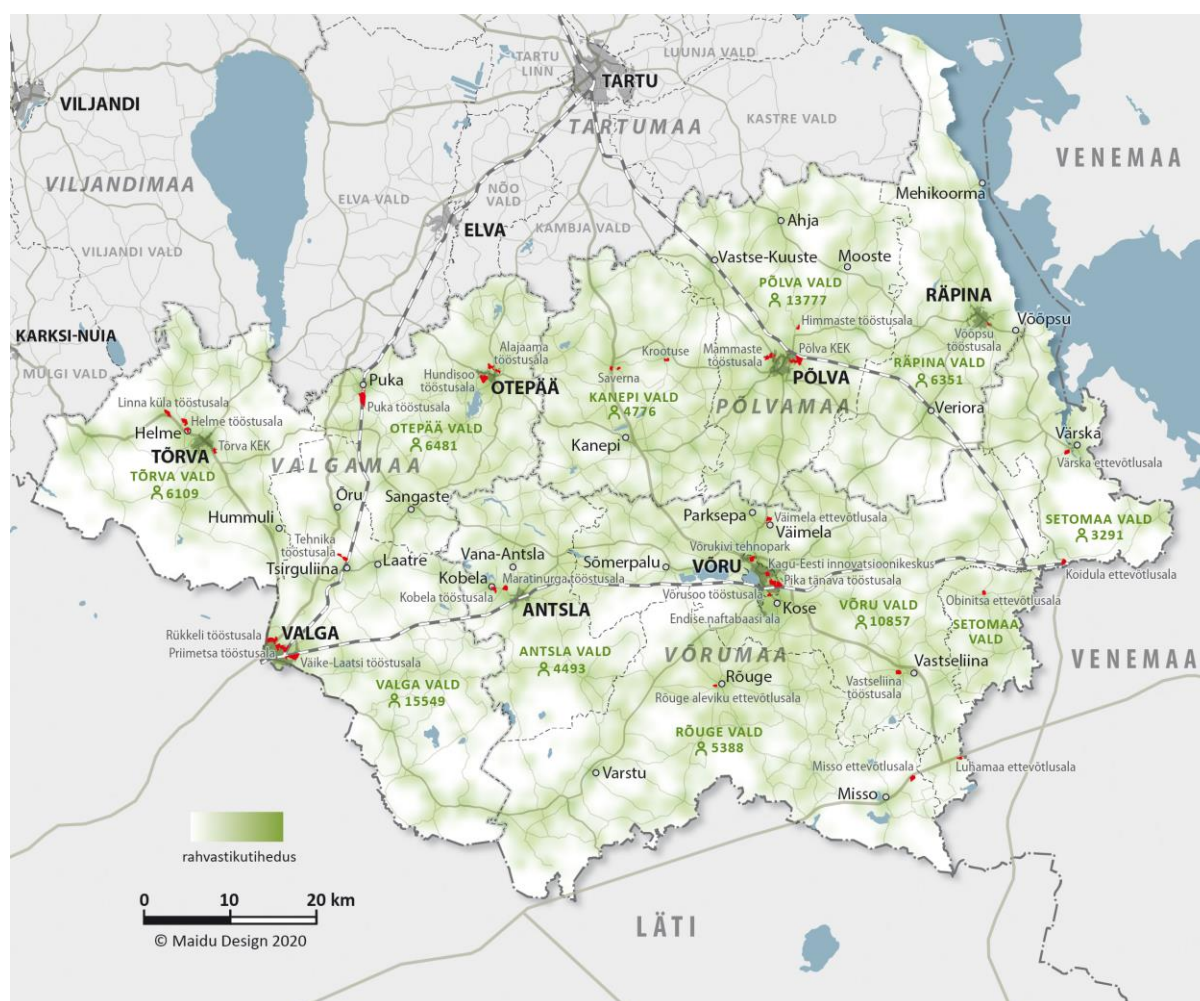 TARTU
LINN
LUUNJA VALD
TARTU
VILJANDI
TARTUMAA
KASTRE VALD
VENEMAA
VILJANDIMAA
ELVA VALD
NÕO
VALD
Mehikoorma
ELVA
KAMBJA VALD
Ahja
VILJANDI VALD
Vastse-Kuuste
Mooste
PÕLVA VALD
13777
RÄPINA
Himmaste tööstusala
Võõpsu
KARKSI-NUIA
Alajaama
tööstusala
Krootuse
Mammaste
tööstusala
Põlva KEK
Võõpsu
tööstusala
MULGI VALD
Puka
Hundisoo
tööstusala
OTEPÄÄ
Saverna
PÕLVA
RÄPINA VALD
6351
Linna küla tööstusala
Puka tööstusala
KANEPI VALD
4776
PÕLVAMAA
Veriora
Helme tööstusala
Helme
OTEPÄÄ VALD
6481
Kanepi
Värska
TÕRVA
Tõrva KEK
VALGAMAA
Värska ettevõtlusala
TÕRVA VALD
6109
Oru
Sangaste
Parksepa
Väimela ettevõtlusala
Väimela
SETOMAA VALD
3291
Hummuli
Tehnika
tööstusala
Tsirguliina
Laatre
Vana-Antsla
Sõmerpalu
Võrukivi tehnopark
VÕRU
Kagu-Eesti innovatsioonikeskus
Koidula ettevõtlusala
Kobela
Maratinurga tööstusala
Pika tänava tööstusala
Kobela tööstusala
ANTSLA
Võrusoo tööstusala
Kose
VÕRU VALD
10857
Obinitsa ettevõtlusala
Endise naftabaasi ala
SETOMAA
VALD
Rükkeli tööstusala
VALGA
Priimetsa tööstusala
Väike-Laatsi tööstusala
ANTSLA VALD
4493
VÕRUMAA
Vastseliina
VENEMAA
VALGA VALD
15549
Rõuge
Rõuge aleviku ettevõtlusala
Vastseliina
tööstusala
RÕUGE VALD
5388
Varstu
Misso ettevõtlusala
Luhamaa ettevõtlusala
Misso
rahvastikutihedus
0 10 20 km
© Maidu Design 2020
LÄTI